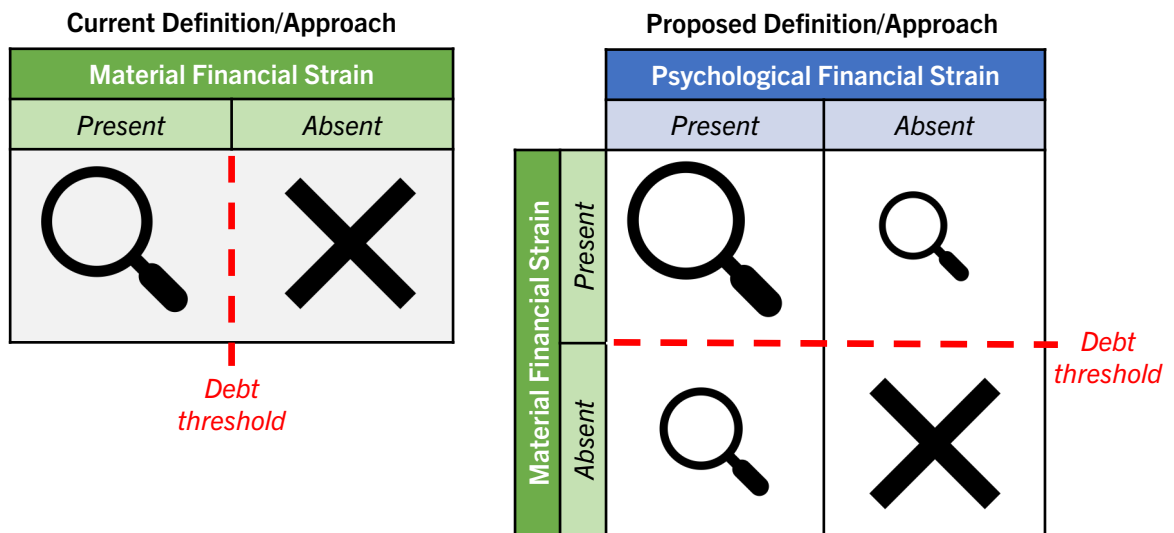 Current Definition/Approach
Material Financial Strain
Present
Absent
Debt
threshold
Proposed Definition/Approach
Psychological Financial Strain
Present
Absent
Material Financial Strain
Present
Absent
Debt
threshold